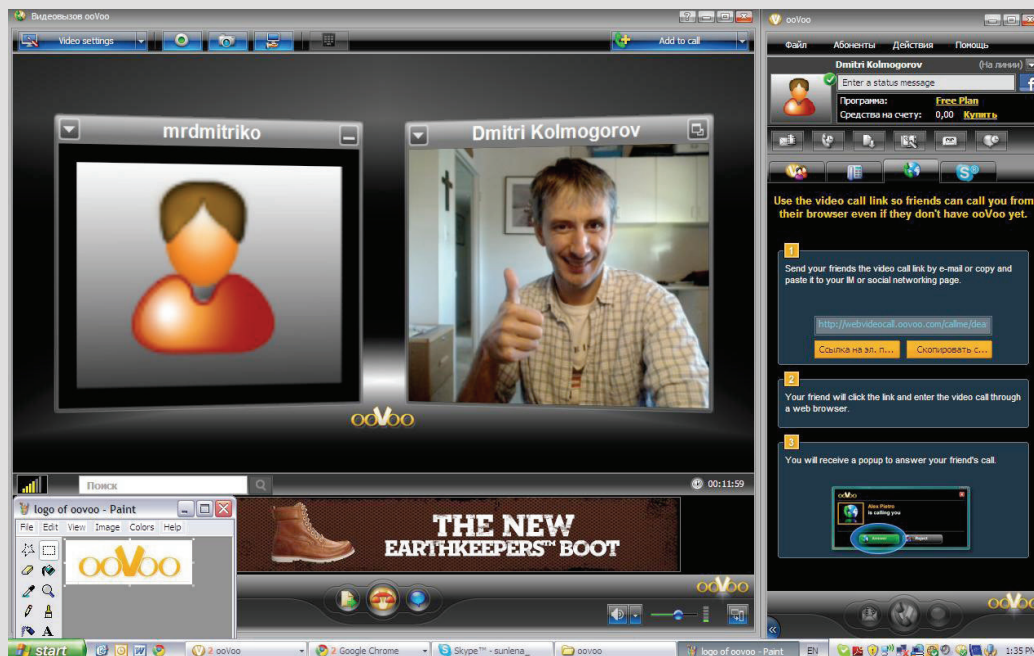 Видеовызов ooVoo
Video settings
Add to call
mrdmitriko
Dmitri Kolmogorov
ooVoo
Поиск
00:11:59
logo of oovoo - Paint
File Edit View Image Colors Help
ooVoo
THE NEW
EARTHKEEPERS™ BOOT
ooVoo
ooVoo
Файл Абоненты Действия Помощь
Dmitri Kolmogorov (На линии)
Enter a status message
f
Программа: Free Plan
Средства на счету: 0,00 Купить
S
Use the video call link so friends can call you from
their browser even if they don't have ooVoo yet.
1
Send your friends the video call link by e-mail or copy and
paste it to your IM or social networking page.
http://webvideocall.oovoo.com/callme/dea
Ссылка на эл. п... Скопировать с...
2
Your friend will click the link and enter the video call through
a web browser.
3
You will receive a popup to answer your friend's call.
ooVoo
Alex Pietro
is calling you
Answer Reject
ooVoo
start 2 ooVoo 2 Google Chrome Skype™ - sunlena_ oovoo logo of oovoo - Paint EN 1:35 PM